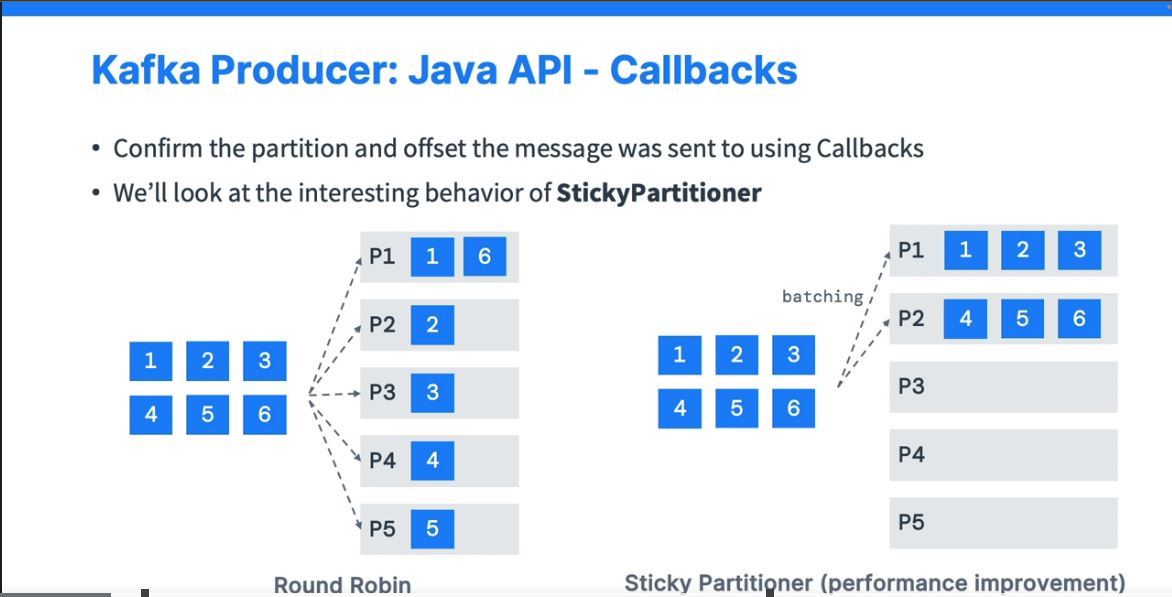 Kafka Producer: Java API - Callbacks
• Confirm the partition and offset the message was sent to using Callbacks
• We'll look at the interesting behavior of StickyPartitioner
1 2 3
4 5 6
P1 1 6
P2 2
P3 3
P4 4
P5 5
Round Robin
1 2 3
4 5 6
batching
P1 1 2 3
P2 4 5 6
P3
P4
P5
Sticky Partitioner (performance improvement)